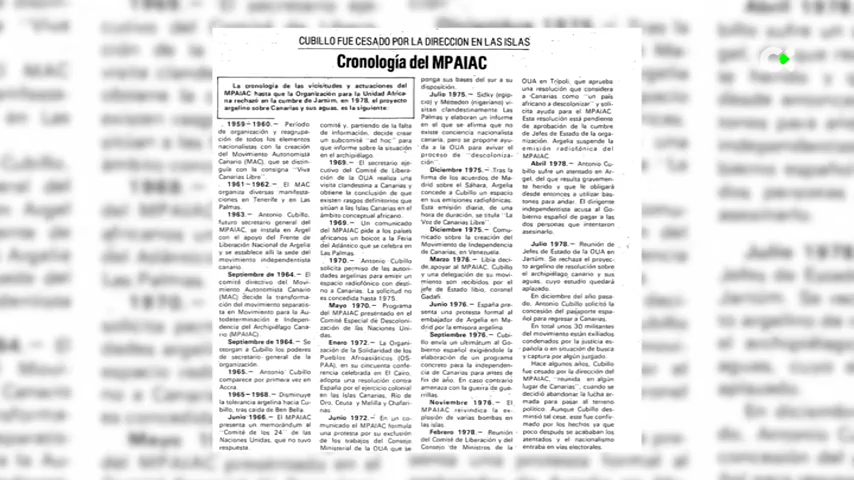 CUBILLO FUE CESADO POR LA DIRECCION EN LAS ISLAS
Cronología del MPAIAC
La cronología de las vicisitudes y actuaciones del
MPAIAC hasta que la Organización para la Unidad Africa-
na rechazó en la cumbre de Jartúm, en 1978, el proyecto
argelino sobre Canarias y sus aguas, es la siguiente:
1959-1960.— Período
de organización y reagrupa-
ción de todos los elementos
nacionalistas con la creación
del Movimiento Autonomista
Canario (MAC), que se distin-
guía con la consigna "Viva
Canarias Libre"
1961-1962.— El MAC
organiza diversas manifesta-
ciones en Tenerife y en Las
Palmas.
1963.— Antonio Cubillo,
futuro secretario general del
MPAIAC, se instala en Argel
con el apoyo del Frente de
Liberación Nacional de Argelia
y se establece allí la sede del
movimiento independentista
canario
Septiembre de 1964.— El
comité directivo del Movi-
miento Autonomista Canario
(MAC) decide la transforma-
ción del movimiento separatis-
ta en Movimiento para la Au-
todeterminación e Indepen-
dencia del Archipiélago Cana-
rio (MPAIAC)
Septiembre de 1964.— Se
otorgan a Cubillo los poderes
de secretario general de la
organización.
1965.— Antonio Cubillo
comparece por primera vez en
Accra
1965-1968.— Disminuye
la tolerancia argelina hacia Cu-
billo, tras caída de Ben Bella.
Junio 1966.— El MPAIAC
presenta un memorándum al
"Comité de los 24" de las
Naciones Unidas, que no tuvo
respuesta.
comité y, partiendo de la falta
de información, decide crear
un subcomité "ad hoc" para
que informe sobre la situación
en el archipiélago.
1969.— El secretario ejecu-
tivo del Comité de Libera-
ción de la OUA realiza una
visita clandestina a Canarias y
obtiene la conclusión de que
existen rasgos definitorios que
sitúan a las Islas Canarias en el
ámbito conceptual africano.
1969.— Un comunicado
del MPAIAC pide a los países
africanos un boicot a la Feria
del Atlántico que se celebra en
Las Palmas
1970.— Antonio Cubillo
solicita permiso de las autori-
dades argelinas para emitir un
espacio radiofónico con desti-
no a Canarias. La solicitud no
es concedida hasta 1975.
Mayo 1970.— Programa
del MPAIAC presentado en el
Comité Especial de Descoloni-
zación de las Naciones Uni-
das.
Enero 1972.— La Organi-
zación de la Solidaridad de los
Pueblos Afroasiáticos (OS-
PAA), en su cincuenta confe-
rencia celebrada en El Cairo,
adopta una resolución contra
España por el ejercicio colonial
en las Islas Canarias, Río de
Oro, Ceuta y Melilla y Chafari-
nas
Junio 1972.— En un co-
municado el MPAIAC formula
una protesta por su exclusión
de los trabajos del Consejo
Ministerial de la OUA que se
ponga sus bases del sur a su
disposición.
Julio 1975.— Sidky (egip-
cio) y Mezedon (nigeriano) vi-
sitan clandestinamente Las
Palmas y elaboran un informe
en el que se afirma que no
existe conciencia nacionalista
canaria, pero se propone ayu-
da a la OUA para avivar el
proceso de "descoloniza-
ción".
Diciembre 1975.— Tras la
firma de los acuerdos de Ma-
drid sobre el Sáhara, Argelia
concede a Cubillo un espacio
en sus emisiones radiofónicas.
Esta emisión diaria, de una
hora de duración, se titula "La
Voz de Canarias Libre"
Diciembre 1975.— Comu-
nicado sobre la creación del
Movimiento de Independencia
de Canarias, en Venezuela.
Marzo 1976.— Libia deci-
de apoyar al MPAIAC. Cubillo
y una delegación de su movi-
miento son recibidos por el
jefe de Estado libio, coronel
Gadafi.
Junio 1976.— España pre-
senta una protesta formal al
embajador de Argelia en Ma-
drid por la emisora argelina.
Septiembre 1976.— Cubi-
llo envía un ultimátum al Go-
bierno español exigiéndole la
elaboración de un programa
concreto para la independen-
cia de Canarias para antes de
fin de año. En caso contrario
amenaza con la guerra de gue-
rrillas.
Noviembre 1976.— El
MPAIAC reivindica la ex-
plosión de varias bombas en
las islas.
Febrero 1978.— Reunión
del Comité de Liberación y del
Consejo de Ministros de la
OUA en Trípoli, que aprueba
una resolución que considera
a Canarias como "un país
africano a descolonizar" y soli-
cita ayuda para el MPAIAC.
Esta resolución está pendiente
de aprobación de la cumbre
de Jefes de Estado de la orga-
nización. Argelia suspende la
emisión radiofónica del
MPAIAC
Abril 1978.— Antonio Cu-
billo sufre un atentado en Ar-
gel, del que resulta gravemen-
te herido y que le obligará
desde entonces a utilizar bas-
tones para andar. El dirigente
independentista acusa al Go-
bierno español de pagar a las
dos personas que intentaron
asesinarlo.
Julio 1978.— Reunión de
Jefes de Estado de la OUA en
Jartúm. Se rechaza el proyec-
to argelino de resolución sobre
el archipiélago canario y sus
aguas, cuyo estudio quedará
aplazado
En diciembre del año pasa-
do, Antonio Cubillo solicitó la
concesión del pasaporte español
para regresar a Canarias.
En total unos 30 militantes
del movimiento están exiliados
condenados por la justicia es-
pañola o en situación de busca
y captura por algún juzgado.
Hace algunos años, Cubillo
fue cesado por la dirección del
MPAIAC, "reunida en algún
lugar de Canarias", cuando se
decidió abandonar la lucha ar-
mada para pasar al terreno
político. Aunque Cubillo des-
mintió tal cese, éste fue confir-
mado por los hechos ya que
poco después se acabaron los
atentados y el nacionalismo
entraba en vías electorales.